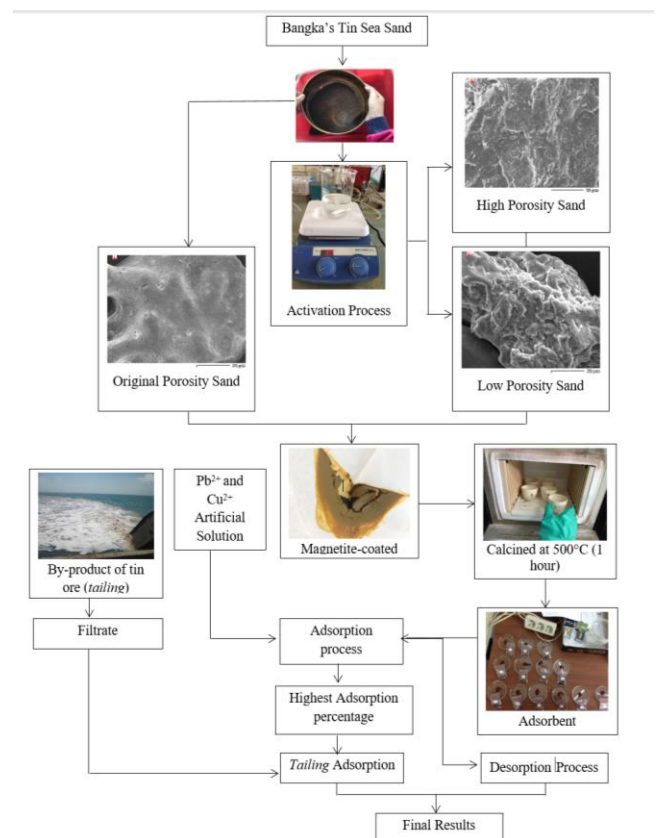 Bangka's Tin Sea Sand
High Porosity Sand
Activation Process
Original Porosity Sand
Low Porosity Sand
Pb²⁺ and
Cu²⁺
Artificial
Solution
Magnetite-coated
Calcined at 500°C (1
hour)
By-product of tin
ore (tailing)
Filtrate
Adsorption
process
Adsorbent
Highest Adsorption
percentage
Tailing Adsorption
Desorption Process
Final Results